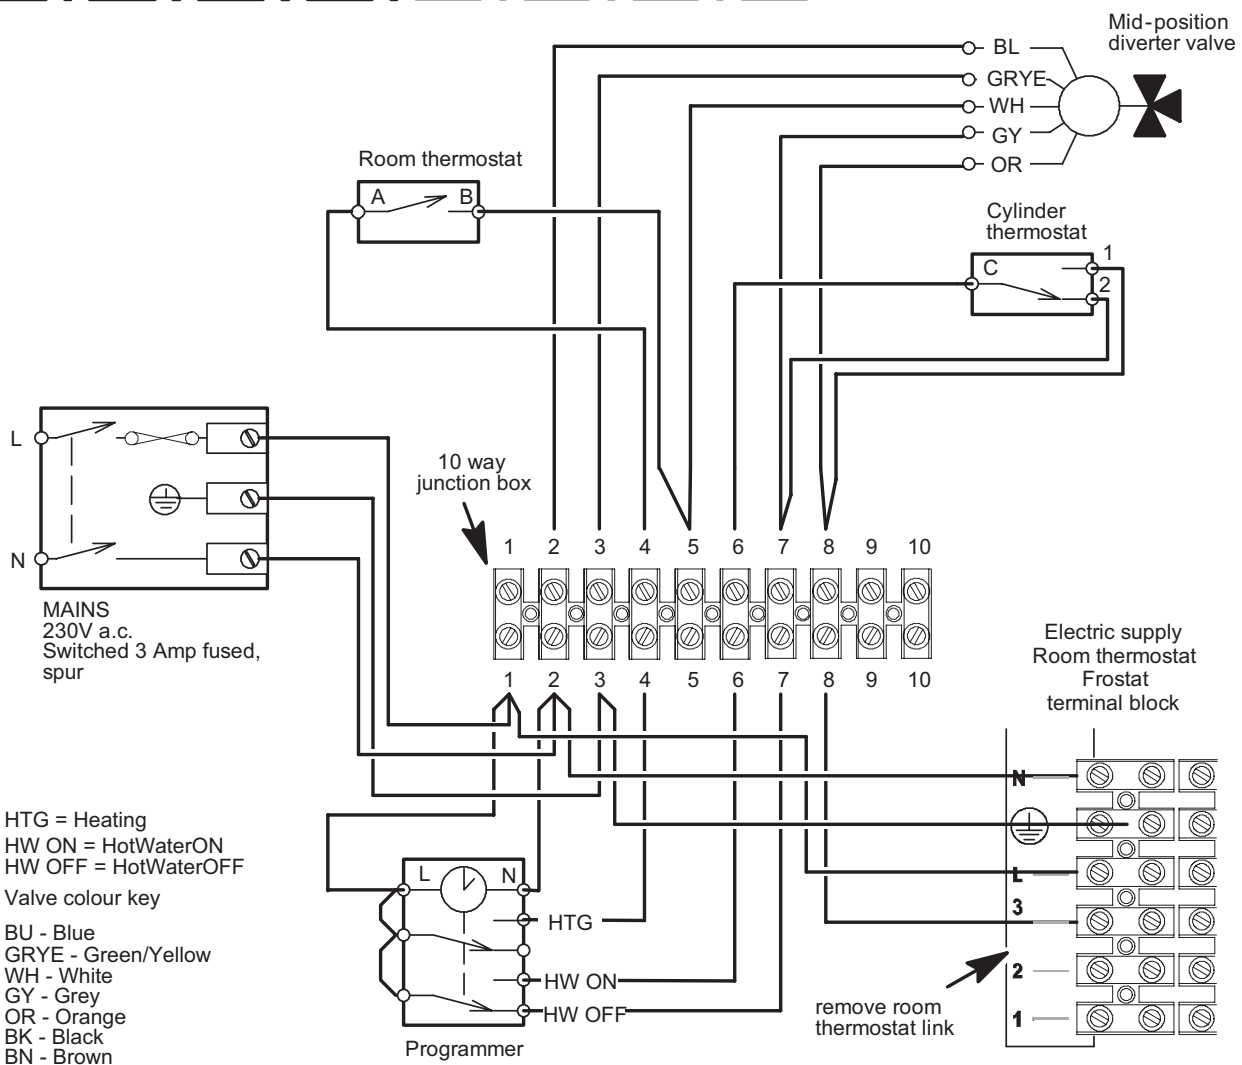 Mid-position
diverter valve
BL
GRYE
WH
GY
OR
Room thermostat
A B
Cylinder
thermostat
C
1
2
L
N
10 way
junction box
1 2 3 4 5 6 7 8 9 10
MAINS
230V a.c.
Switched 3 Amp fused,
spur
1 2 3 4 5 6 7 8 9 10
Electric supply
Room thermostat
Frostat
terminal block
N
L
3
2
1
remove room
thermostat link
HTG = Heating
HW ON = HotWaterON
HW OFF = HotWaterOFF
Valve colour key
BU - Blue
GRYE - Green/Yellow
WH - White
GY - Grey
OR - Orange
BK - Black
BN - Brown
L N
HTG
HW ON
HW OFF
Programmer